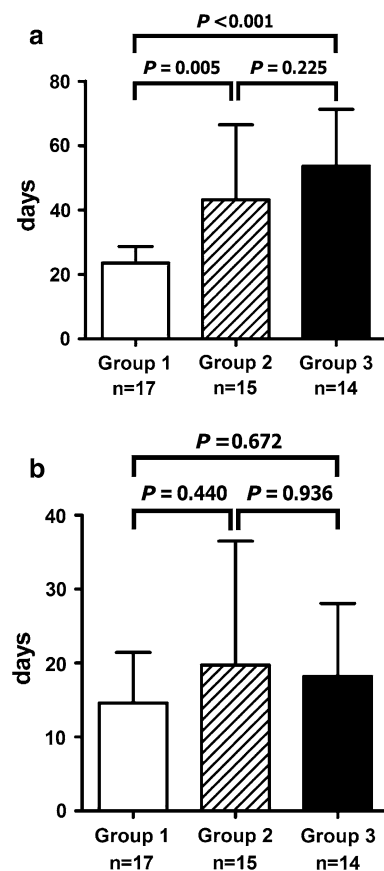 a
P <0.001
P = 0.005 P = 0.225
80
60
40
20
0
days
Group 1 Group 2 Group 3
n=17 n=15 n=14
b
P =0.672
P = 0.440 P = 0.936
40
30
20
10
0
days
Group 1 Group 2 Group 3
n=17 n=15 n=14